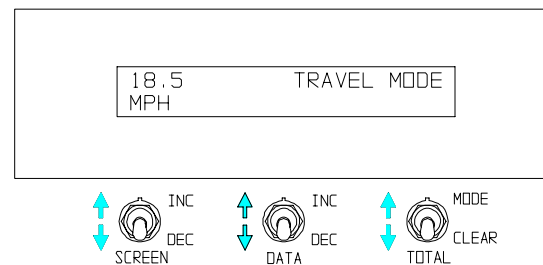 18.5 TRAVEL MODE
MPH
INC INC MODE
DEC DEC CLEAR
SCREEN DATA TOTAL